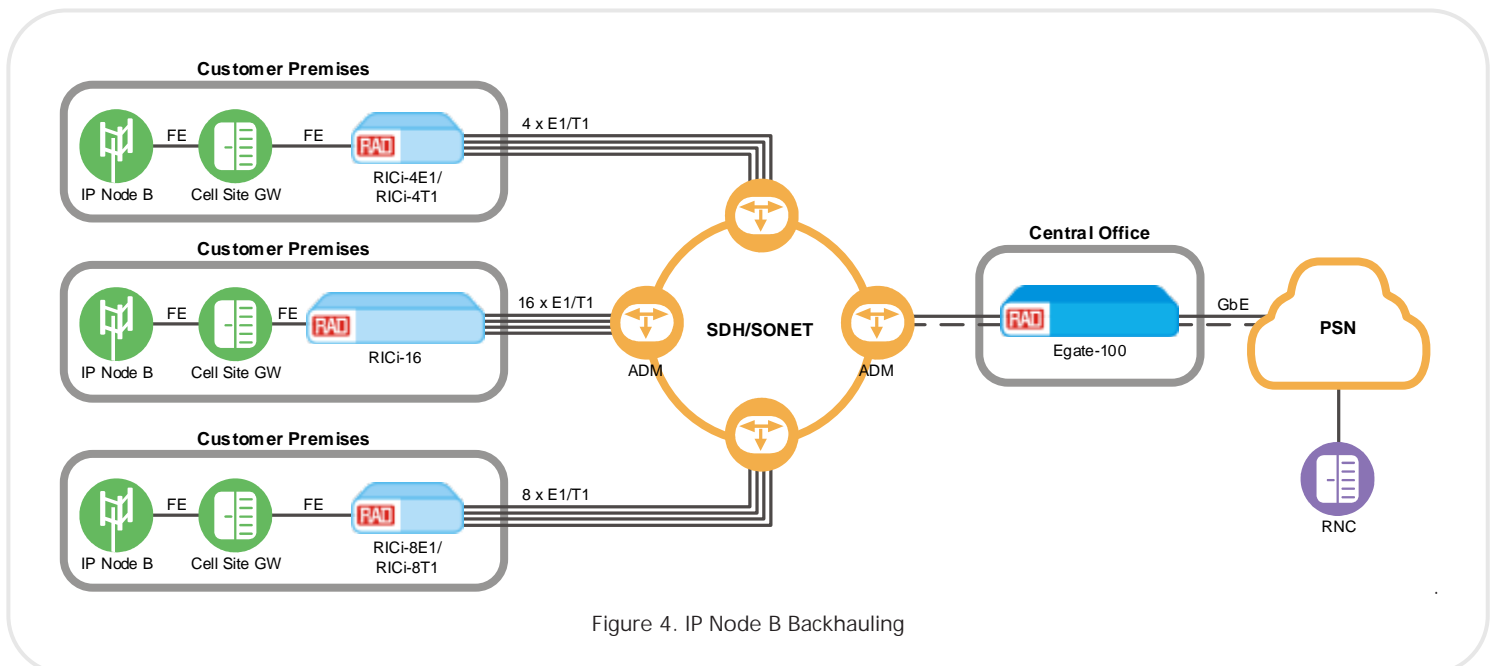 Customer Premises
FE
FE
4 x E1/T1
RAD
IP Node B
Cell Site GW
RICi-4E1/
RICi-4T1
Customer Premises
FE
FE
16 x E1/T1
RAD
IP Node B
Cell Site GW
RICi-16
ADM
SDH/SONET
ADM
Central Office
RAD
Egate-100
GbE
PSN
RNC
Customer Premises
FE
FE
8 x E1/T1
RAD
IP Node B
Cell Site GW
RICi-8E1/
RICi-8T1
Figure 4. IP Node B Backhauling